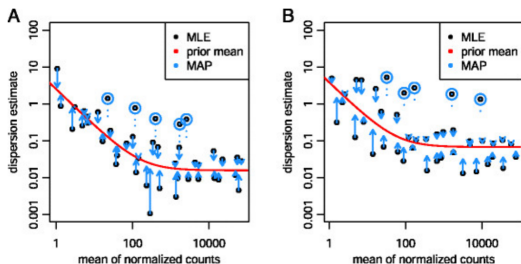 A
dispersion estimate
100
10
1
0.1
0.01
0.001
MLE
prior mean
MAP
1
100
10000
mean of normalized counts
B
dispersion estimate
100
10
1
0.1
0.01
0.001
MLE
prior mean
MAP
1
100
10000
mean of normalized counts